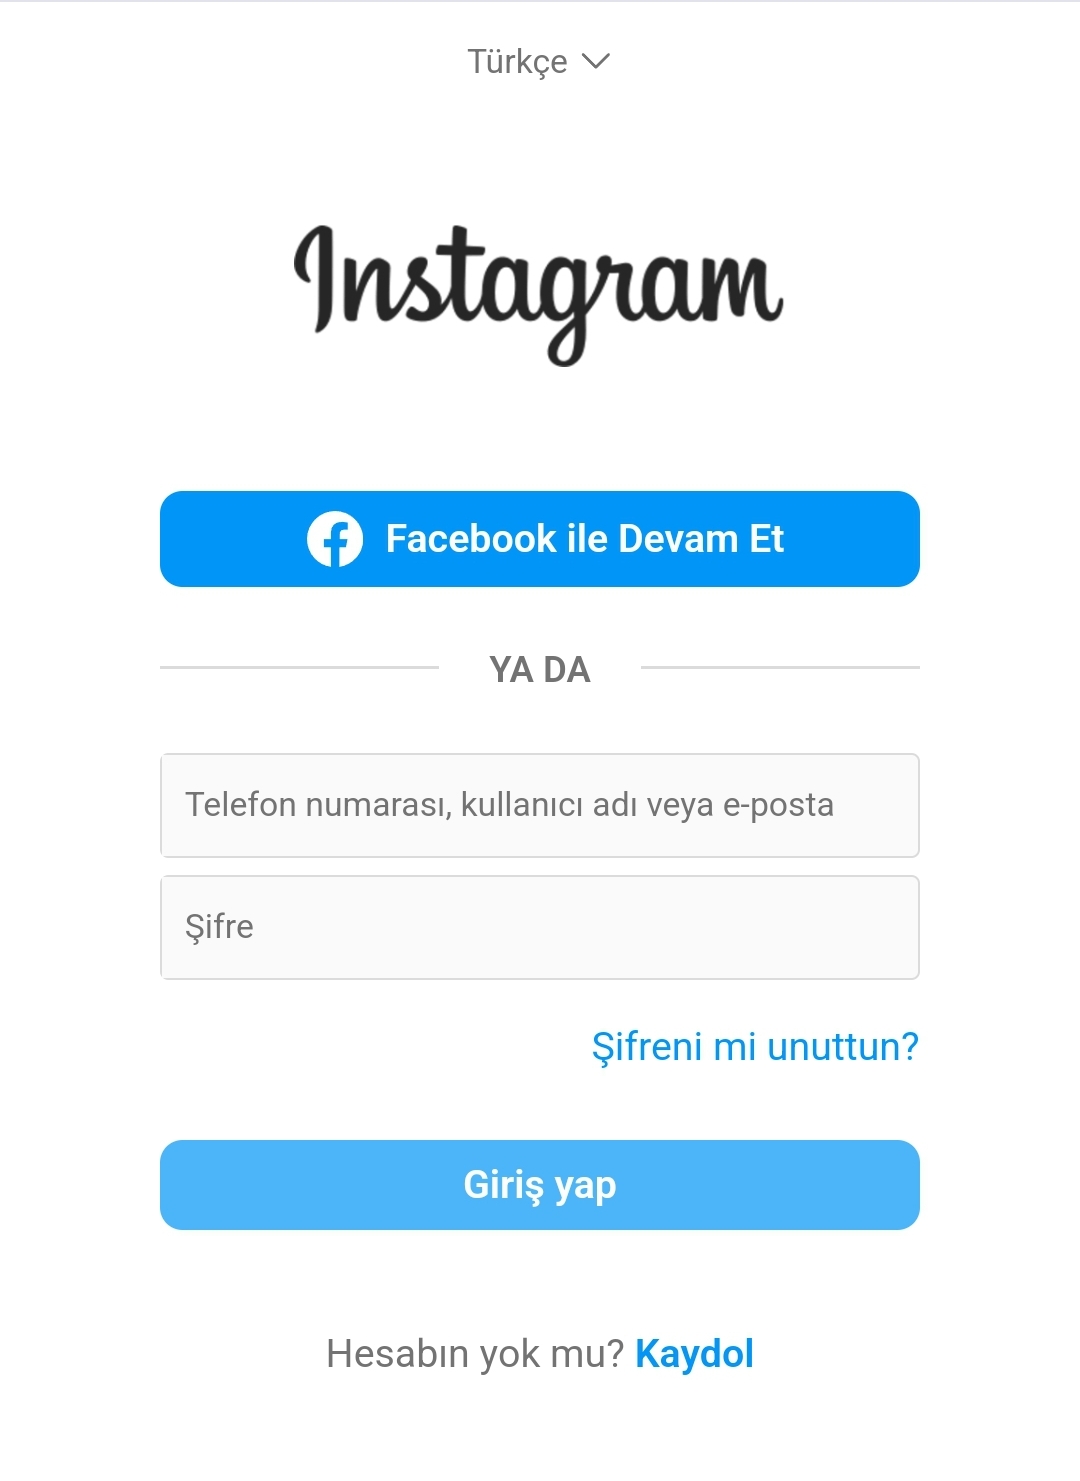 Türkçe
Instagram
Facebook ile Devam Et
YA DA
Telefon numarası, kullanıcı adı veya e-posta
Şifre
Şifreni mi unuttun?
Giriş yap
Hesabın yok mu? Kaydol